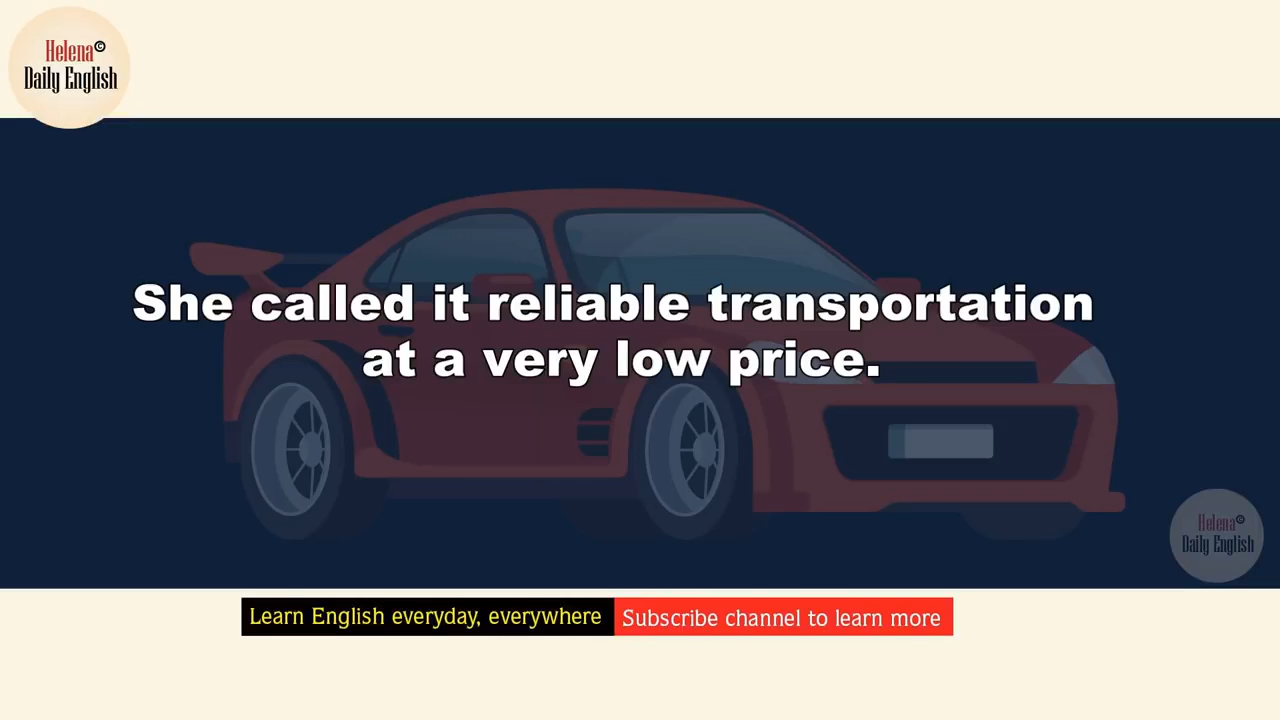 Helena©
Daily English
She called it reliable transportation
at a very low price.
Helena©
Daily English
Learn English everyday, everywhere
Subscribe channel to learn more